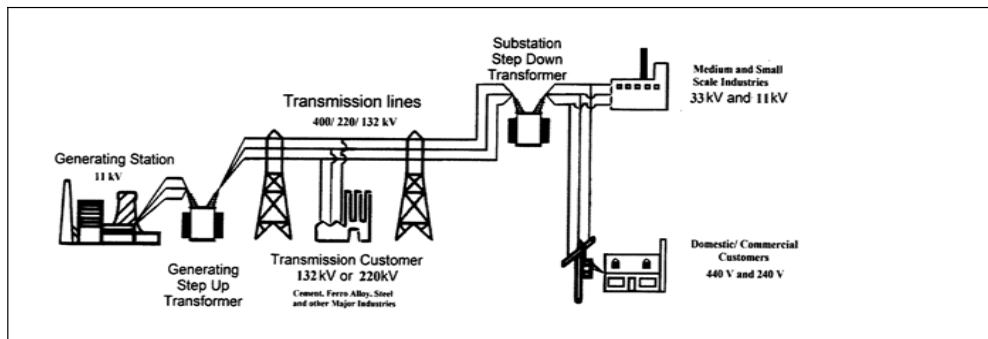 Substation
Step Down
Transformer
Medium and Small
Scale Industries
33kV and 11kV
Transmission lines
400/ 220/ 132 kV
Generating Station
11 kV
Generating
Step Up
Transformer
Transmission Customer
132kV or 220kV
Cement, Ferro Alloy, Steel
and other Major Industries
Domestic/ Commercial
Customers
440 V and 240 V